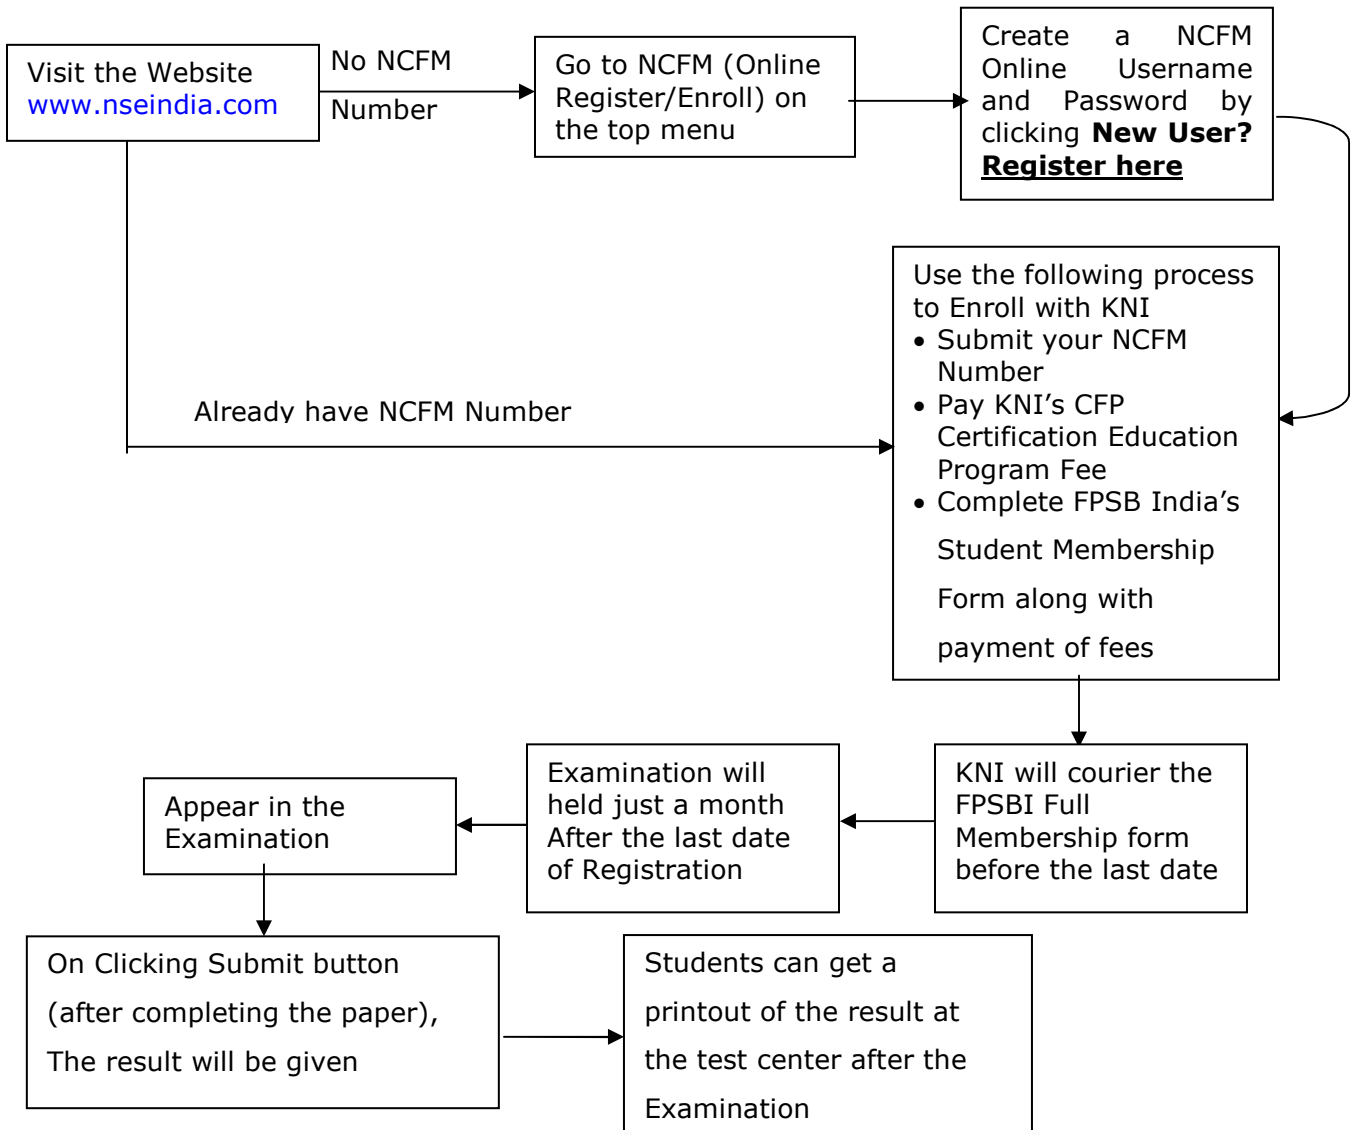 Visit the Website
www.nseindia.com
No NCFM
Number
Go to NCFM (Online
Register/Enroll) on
the top menu
Create a NCFM
Online Username
and Password by
clicking New User?
Register here
Already have NCFM Number
Use the following process
to Enroll with KNI
• Submit your NCFM
Number
• Pay KNI’s CFP
Certification Education
Program Fee
• Complete FPSB India’s
Student Membership
Form along with
payment of fees
KNI will courier the
FPSBI Full
Membership form
before the last date
Examination will
held just a month
After the last date
of Registration
Appear in the
Examination
On Clicking Submit button
(after completing the paper),
The result will be given
Students can get a
printout of the result at
the test center after the
Examination